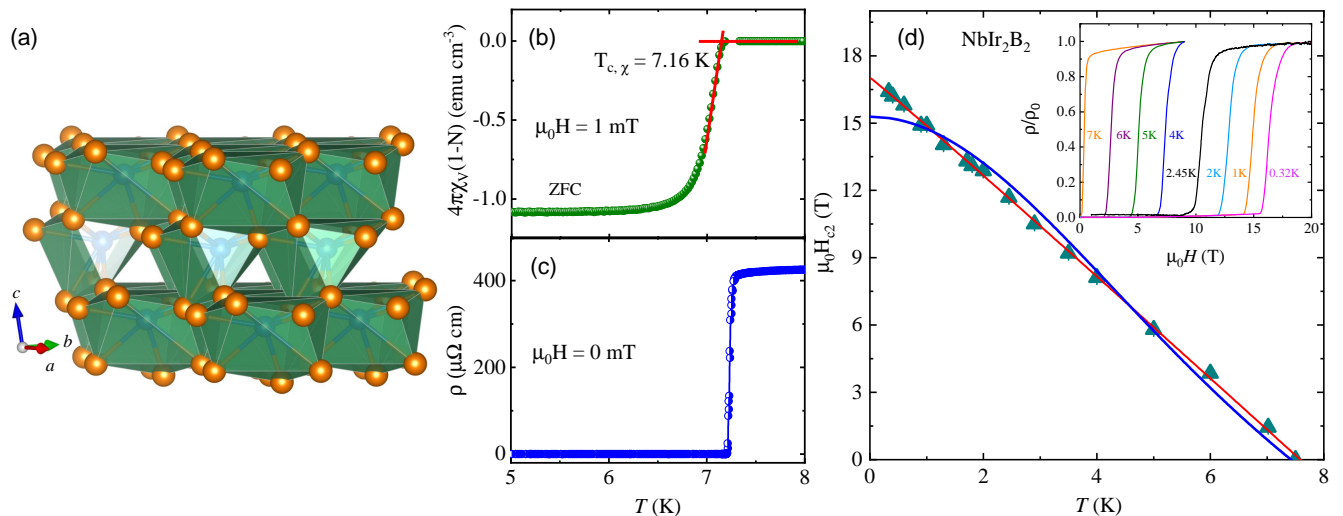 (a)
c
b
a
(b)
0.0
-0.5
-1.0
4πχV(1-N) (emu cm-3)
Tc, χ = 7.16 K
μ0H = 1 mT
ZFC
(c)
400
200
0
ρ (μΩ cm)
μ0H = 0 mT
5
6
7
8
T (K)
(d)
NbIr2B2
18
15
12
9
6
3
0
μ0Hc2 (T)
0
2
4
6
8
T (K)
1.0
0.8
0.6
0.4
0.2
0.0
ρ/ρ0
7K
6K
5K
4K
2.45K
2K
1K
0.32K
0
5
10
15
20
μ0H (T)